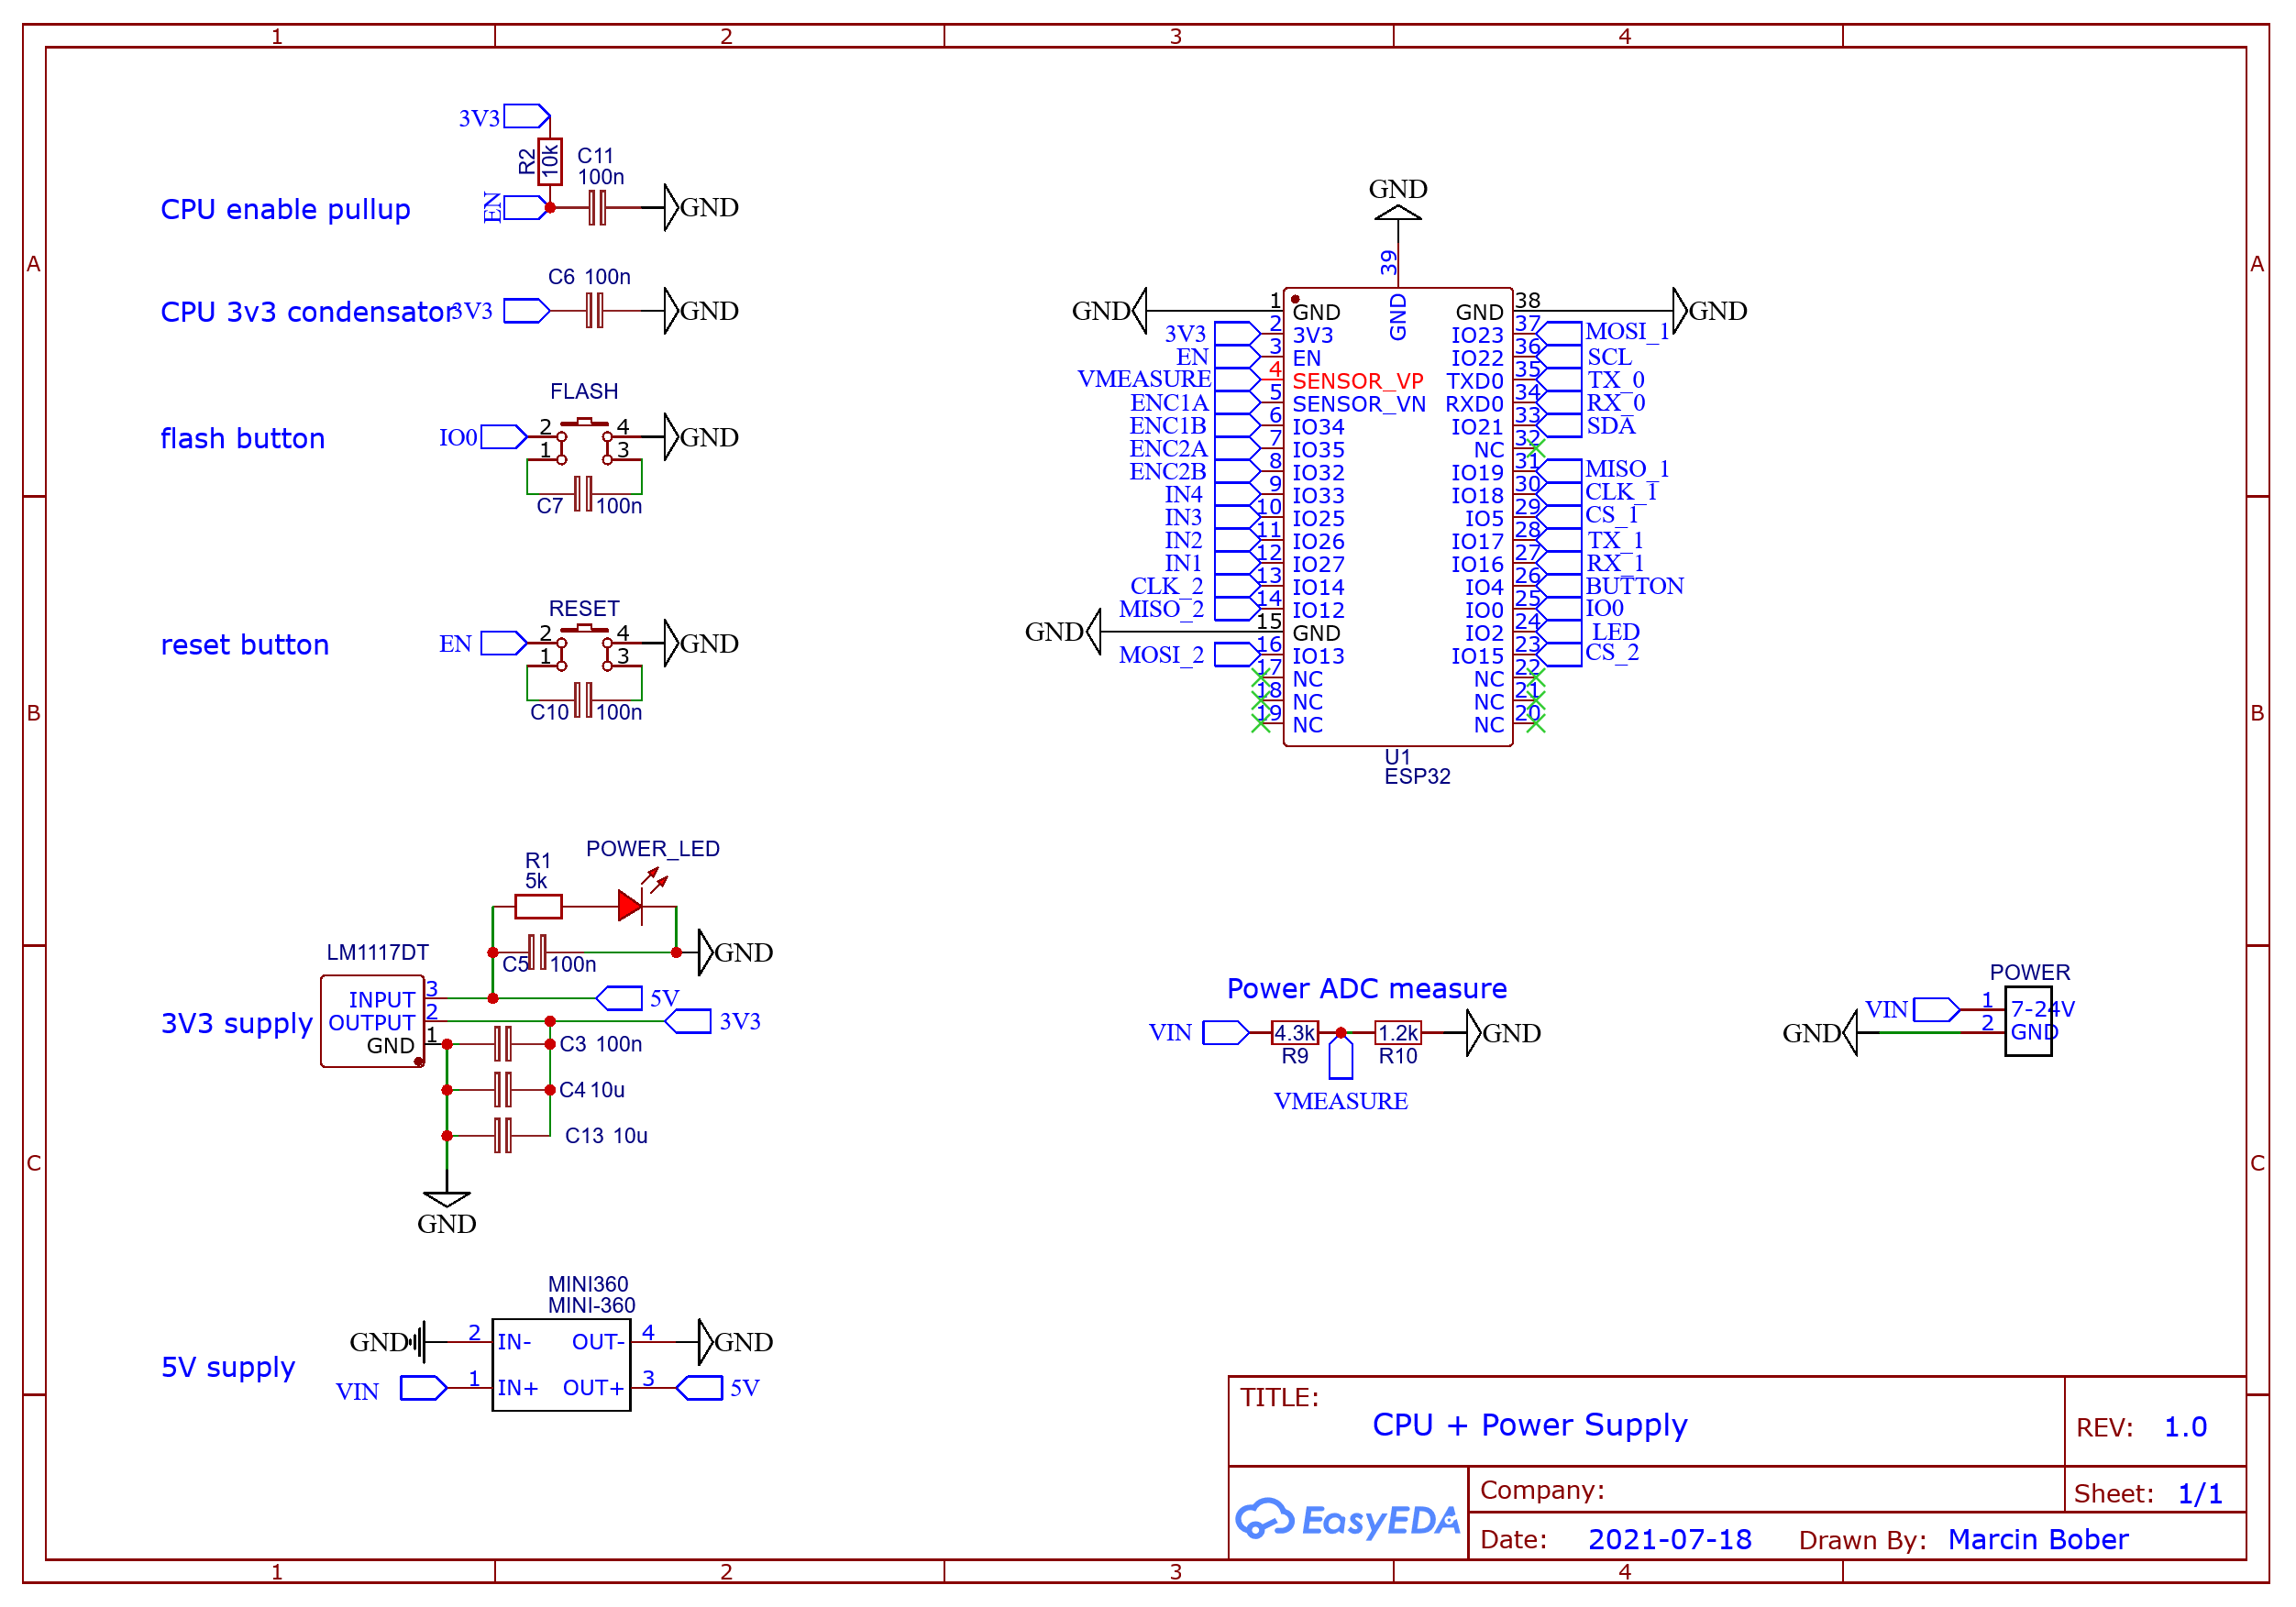 1 2 3 4
A
B
C
A
B
C
3V3
R2
10k
C11
100n
EN
GND
CPU enable pullup
C6 100n
CPU 3v3 condensator
3V3
GND
FLASH
flash button
IO0
2
1
4
3
GND
C7 100n
RESET
reset button
EN
2
1
4
3
GND
C10 100n
GND
39
GND
GND 1 GND
3V3 2 3V3
EN 3 EN
VMEASURE 4 SENSOR_VP
ENC1A 5 SENSOR_VN
ENC1B 6 IO34
ENC2A 7 IO35
ENC2B 8 IO32
IN4 9 IO33
IN3 10 IO25
IN2 11 IO26
IN1 12 IO27
CLK_2 13 IO14
MISO_2 14 IO12
GND 15 GND
MOSI_2 16 IO13
17 NC
18 NC
19 NC
GND 38 GND
IO23 37 MOSI_1
IO22 36 SCL
TXD0 35 TX_0
RXD0 34 RX_0
IO21 33 SDA
NC 32
IO19 31 MISO_1
IO18 30 CLK_1
IO5 29 CS_1
IO17 28 TX_1
IO16 27 RX_1
IO4 26 BUTTON
IO0 25 IO0
IO2 24 LED
IO15 23 CS_2
NC 22
NC 21
NC 20
U1
ESP32
R1
5k
POWER_LED
C5 100n
GND
LM1117DT
3V3 supply
INPUT 3 5V
OUTPUT 2 3V3
GND 1
C3 100n
C4 10u
C13 10u
GND
MINI360
MINI-360
5V supply
GND 2 IN- OUT- 4 GND
VIN 1 IN+ OUT+ 3 5V
Power ADC measure
VIN 4.3k 1.2k GND
R9 R10
VMEASURE
POWER
VIN 1 7-24V
GND 2 GND
TITLE:
CPU + Power Supply
REV: 1.0
EasyEDA
Company:
Sheet: 1/1
Date: 2021-07-18
Drawn By: Marcin Bober
1 2 3 4